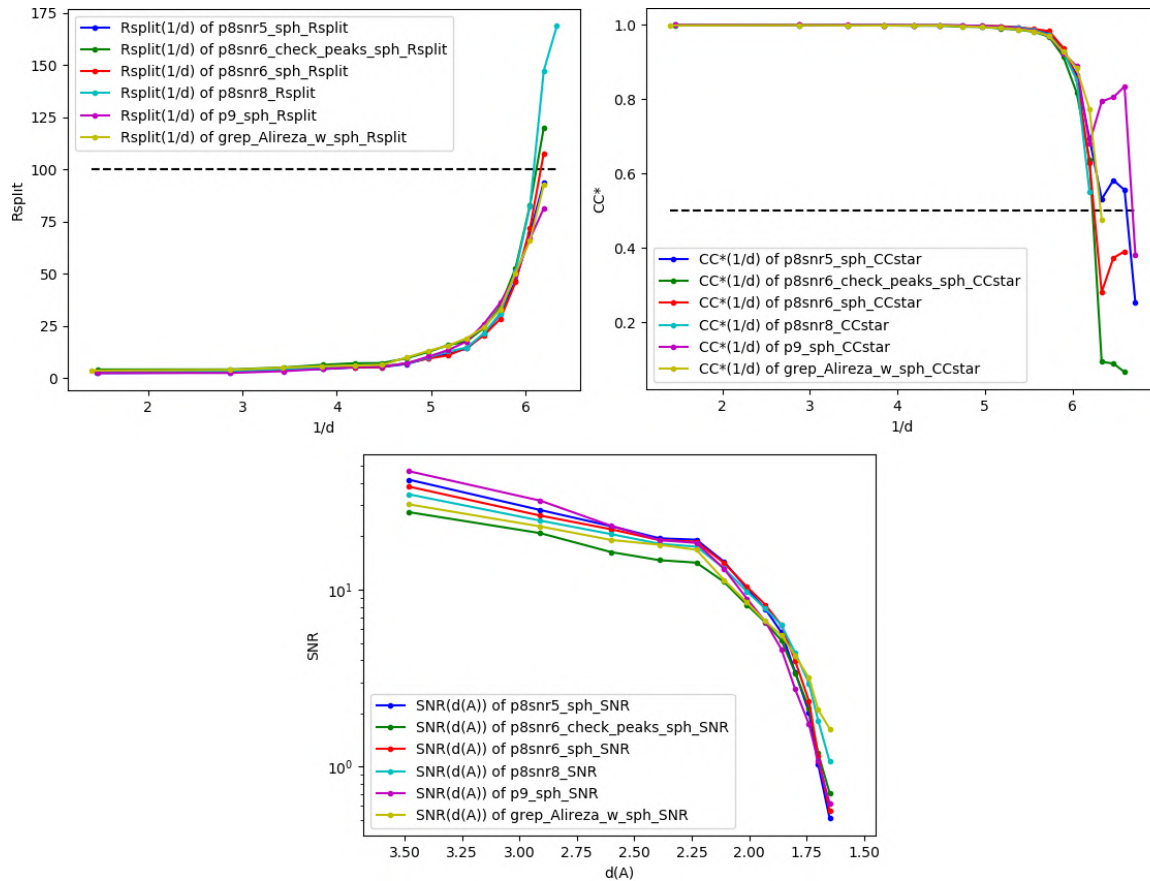 175
150
125
100
75
50
25
0
Rsplit
Rsplit(1/d) of p8snr5_sph_Rsplit
Rsplit(1/d) of p8snr6_check_peaks_sph_Rsplit
Rsplit(1/d) of p8snr6_sph_Rsplit
Rsplit(1/d) of p8snr8_Rsplit
Rsplit(1/d) of p9_sph_Rsplit
Rsplit(1/d) of grep_Alireza_w_sph_Rsplit
2 3 4 5 6
1/d
1.0
0.8
0.6
0.4
0.2
CC*
CC*(1/d) of p8snr5_sph_CCstar
CC*(1/d) of p8snr6_check_peaks_sph_CCstar
CC*(1/d) of p8snr6_sph_CCstar
CC*(1/d) of p8snr8_CCstar
CC*(1/d) of p9_sph_CCstar
CC*(1/d) of grep_Alireza_w_sph_CCstar
2 3 4 5 6
1/d
10^1
10^0
SNR
SNR(d(A)) of p8snr5_sph_SNR
SNR(d(A)) of p8snr6_check_peaks_sph_SNR
SNR(d(A)) of p8snr6_sph_SNR
SNR(d(A)) of p8snr8_SNR
SNR(d(A)) of p9_sph_SNR
SNR(d(A)) of grep_Alireza_w_sph_SNR
3.50 3.25 3.00 2.75 2.50 2.25 2.00 1.75 1.50
d(A)